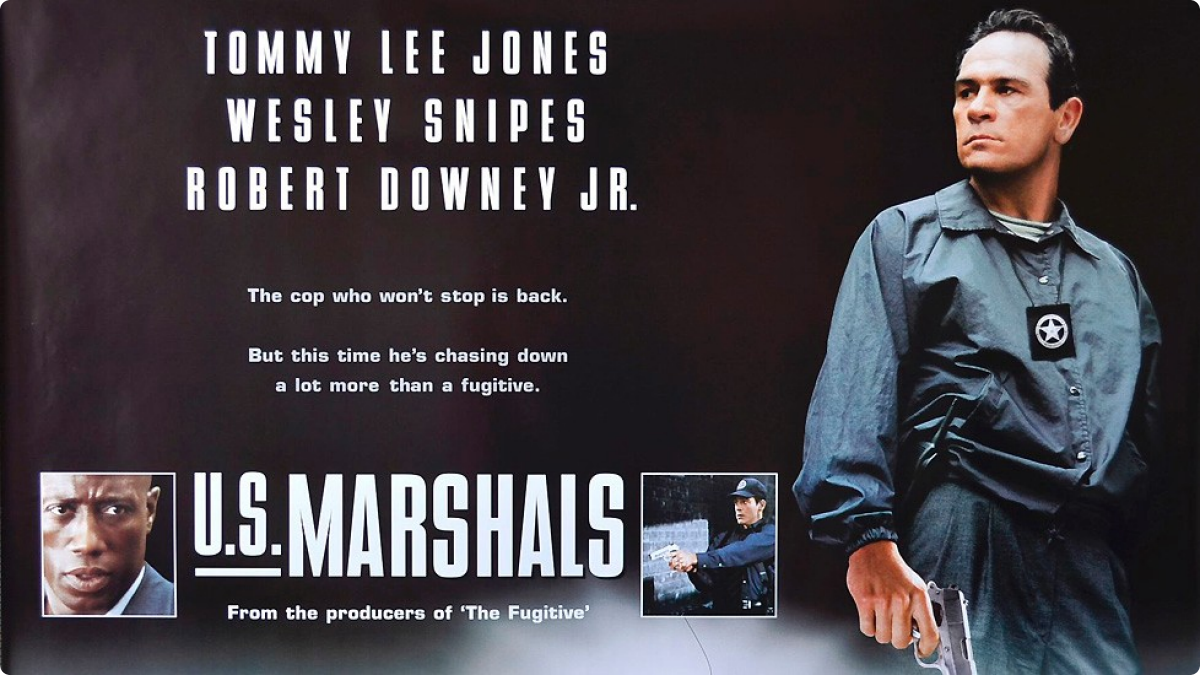 TOMMY LEE JONES
WESLEY SNIPES
ROBERT DOWNEY JR.
The cop who won't stop is back.
But this time he's chasing down
a lot more than a fugitive.
U.S. MARSHALS
From the producers of 'The Fugitive'